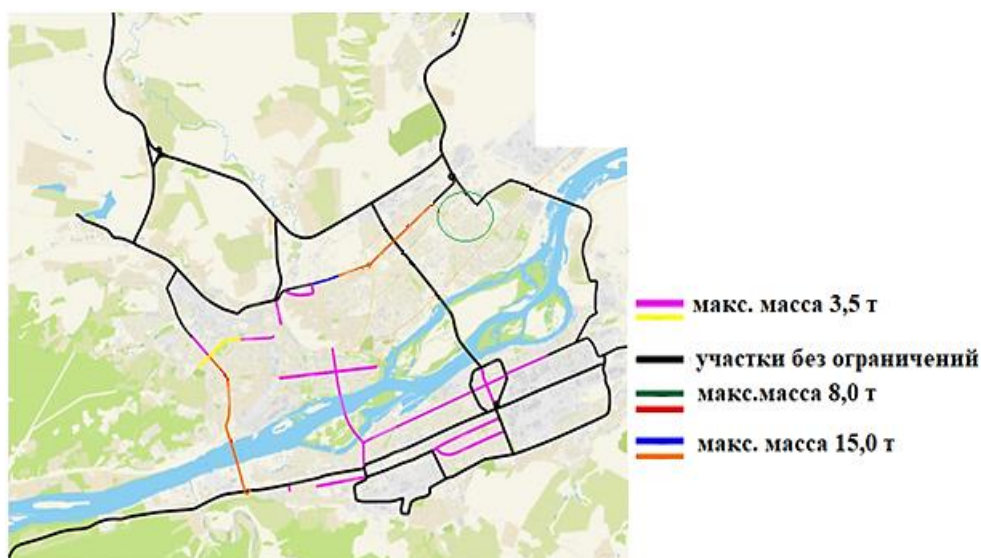 макс. масса 3,5 т
участки без ограничений
макс.масса 8,0 т
макс. масса 15,0 т